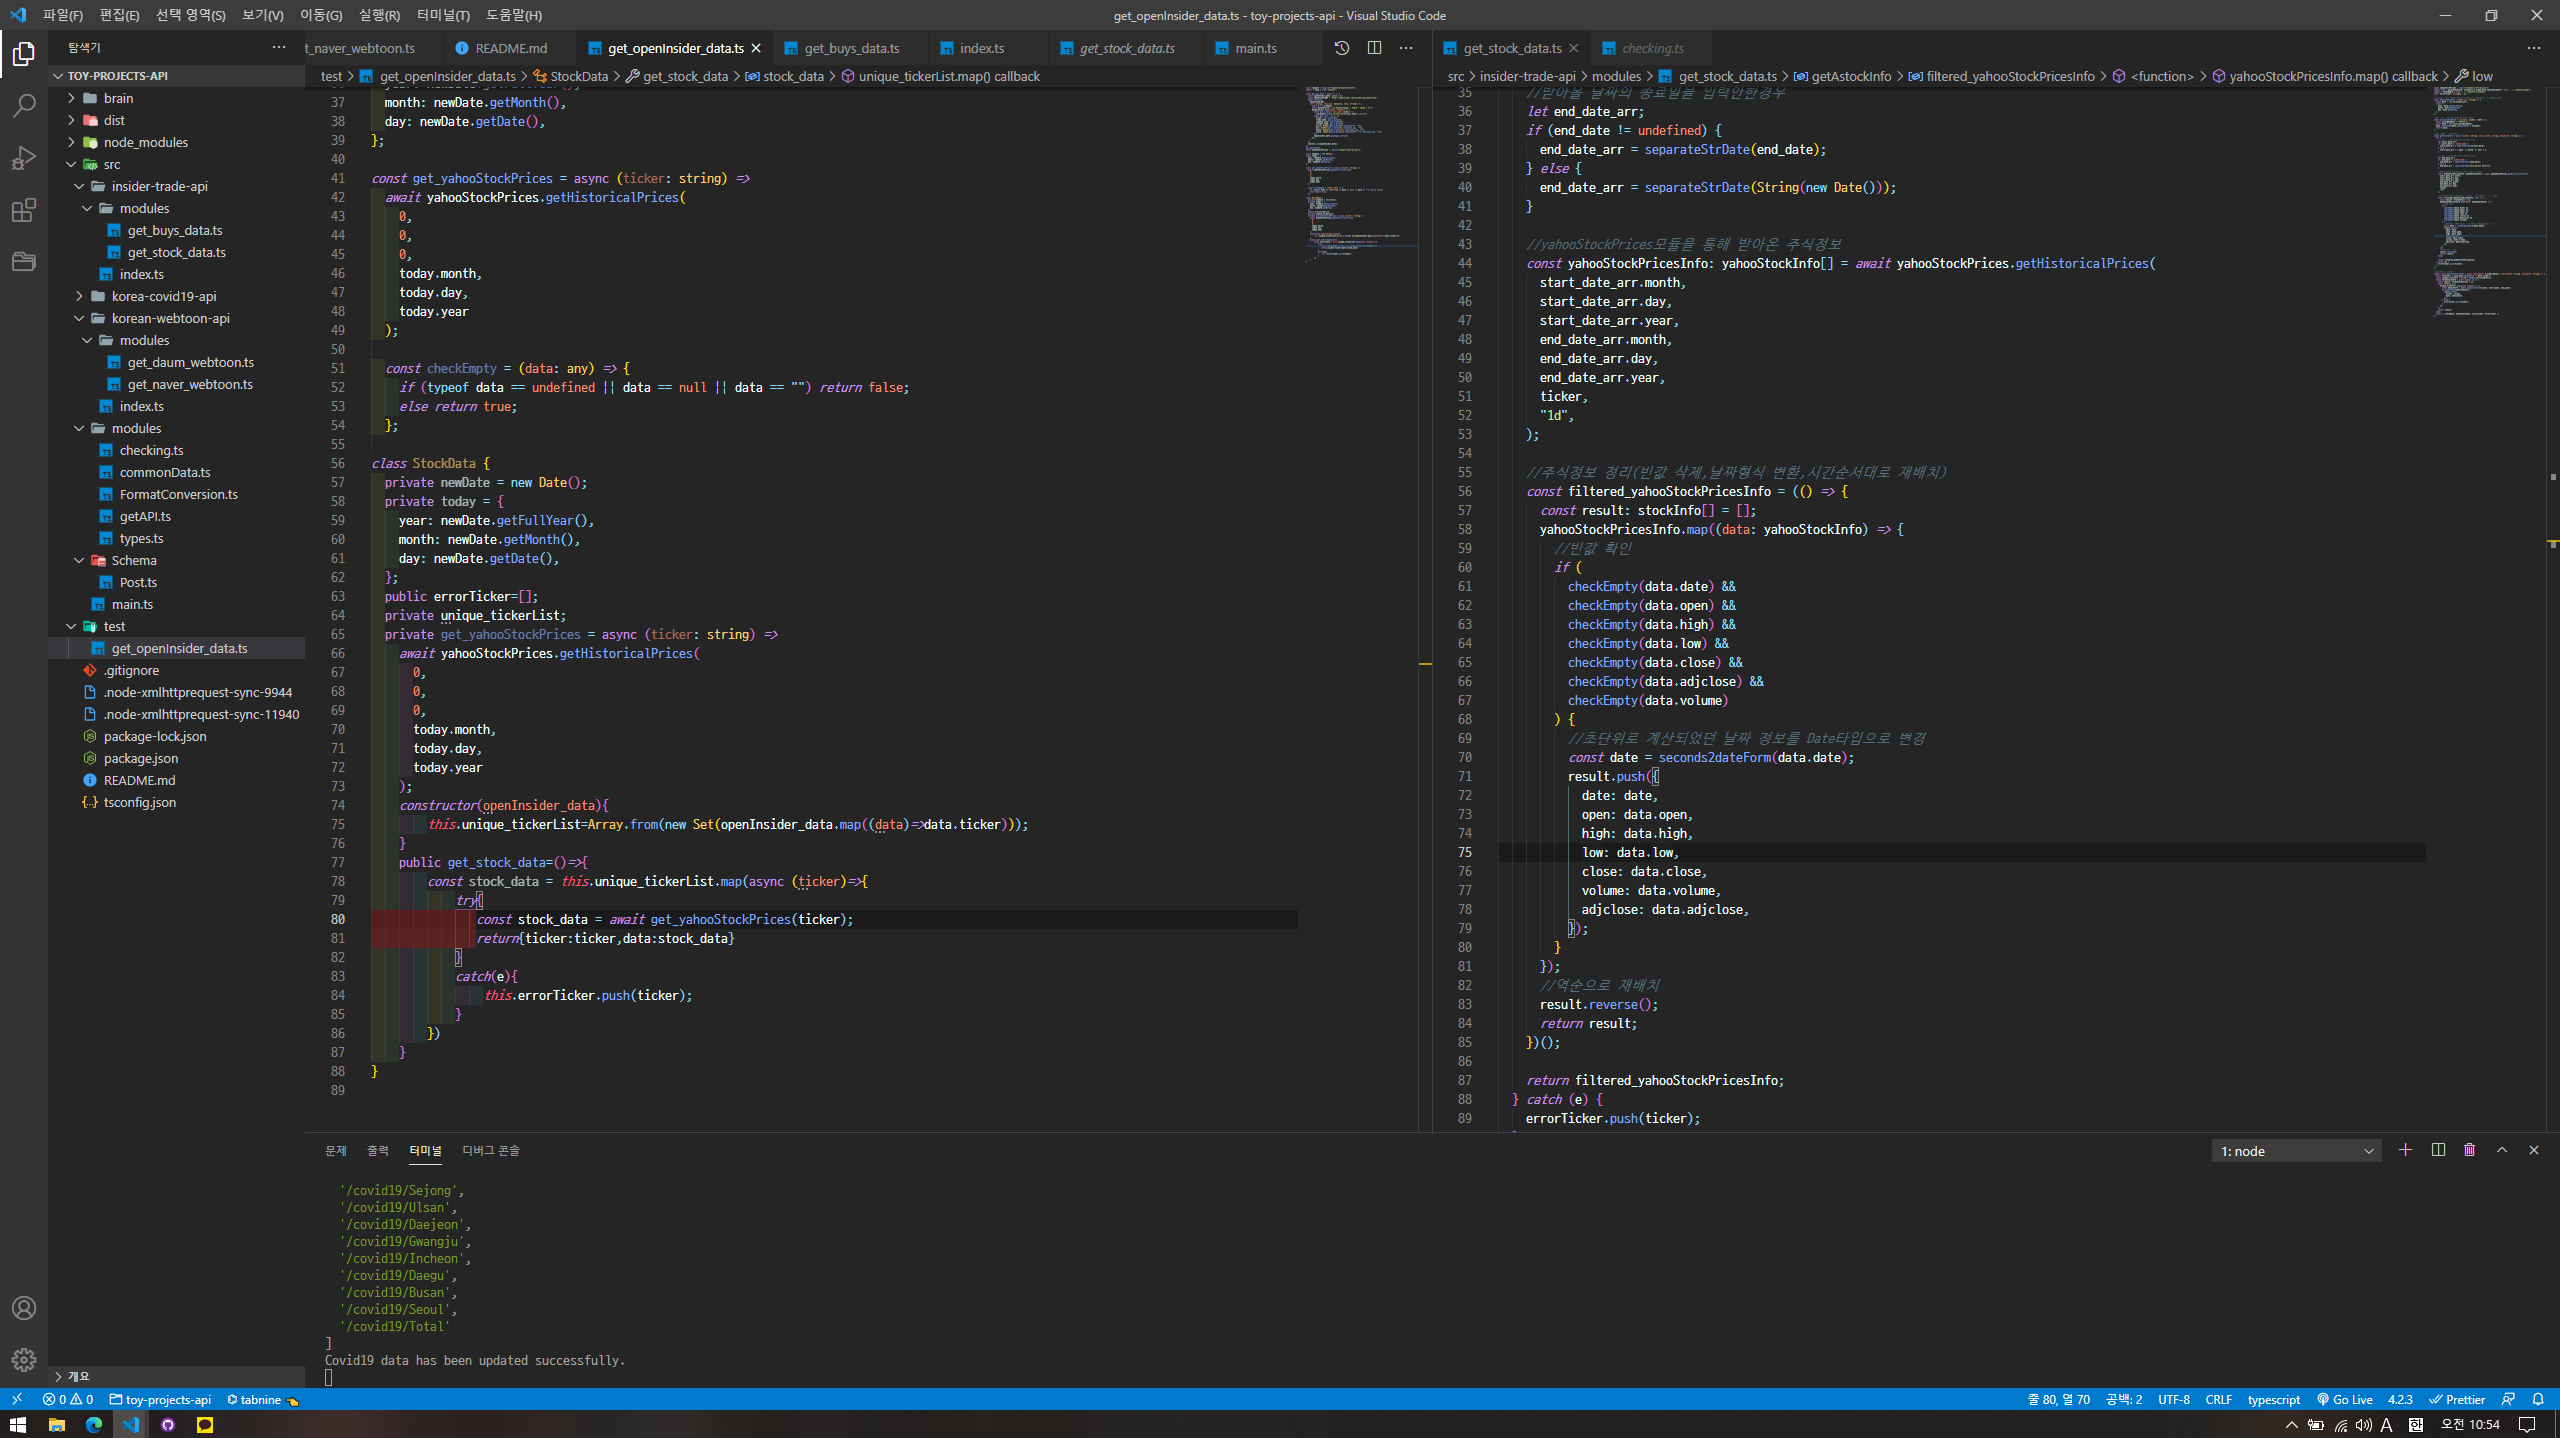 파일(F) 편집(E) 선택 영역(S) 보기(V) 이동(G) 실행(R) 터미널(T) 도움말(H)
get_openInsider_data.ts - toy-projects-api - Visual Studio Code
탐색기
TOY-PROJECTS-API
brain
dist
node_modules
src
insider-trade-api
modules
get_buys_data.ts
get_stock_data.ts
index.ts
korea-covid19-api
korean-webtoon-api
modules
get_daum_webtoon.ts
get_naver_webtoon.ts
index.ts
modules
checking.ts
commonData.ts
FormatConversion.ts
getAPI.ts
types.ts
Schema
Post.ts
main.ts
test
get_openInsider_data.ts
.gitignore
.node-xmlhttprequest-sync-9944
.node-xmlhttprequest-sync-11940
package-lock.json
package.json
README.md
tsconfig.json
개요
t_naver_webtoon.ts README.md get_openInsider_data.ts get_buys_data.ts index.ts get_stock_data.ts main.ts
test > get_openInsider_data.ts > StockData > get_stock_data > stock_data > unique_tickerList.map() callback
37 month: newDate.getMonth(),
38 day: newDate.getDate(),
39 };
40
41 const get_yahooStockPrices = async (ticker: string) =>
42 await yahooStockPrices.getHistoricalPrices(
43 0,
44 0,
45 0,
46 today.month,
47 today.day,
48 today.year
49 );
50
51 const checkEmpty = (data: any) => {
52 if (typeof data == undefined || data == null || data == "") return false;
53 else return true;
54 };
55
56 class StockData {
57 private newDate = new Date();
58 private today = {
59 year: newDate.getFullYear(),
60 month: newDate.getMonth(),
61 day: newDate.getDate(),
62 };
63 public errorTicker=[];
64 private unique_tickerList;
65 private get_yahooStockPrices = async (ticker: string) =>
66 await yahooStockPrices.getHistoricalPrices(
67 0,
68 0,
69 0,
70 today.month,
71 today.day,
72 today.year
73 );
74 constructor(openInsider_data){
75 this.unique_tickerList=Array.from(new Set(openInsider_data.map((data)=>data.ticker)));
76 }
77 public get_stock_data=()=>{
78 const stock_data = this.unique_tickerList.map(async (ticker)=>{
79 try{
80 const stock_data = await get_yahooStockPrices(ticker);
81 return{ticker:ticker,data:stock_data}
82 }
83 catch(e){
84 this.errorTicker.push(ticker);
85 }
86 })
87 }
88 }
89
get_stock_data.ts checking.ts
src > insider-trade-api > modules > get_stock_data.ts > getAstockInfo > filtered_yahooStockPricesInfo > <function> > yahooStockPricesInfo.map() callback > low
35 //받아올 날짜의 종료일을 입력안한경우
36 let end_date_arr;
37 if (end_date != undefined) {
38 end_date_arr = separateStrDate(end_date);
39 } else {
40 end_date_arr = separateStrDate(String(new Date()));
41 }
42
43 //yahooStockPrices모듈을 통해 받아온 주식정보
44 const yahooStockPricesInfo: yahooStockInfo[] = await yahooStockPrices.getHistoricalPrices(
45 start_date_arr.month,
46 start_date_arr.day,
47 start_date_arr.year,
48 end_date_arr.month,
49 end_date_arr.day,
50 end_date_arr.year,
51 ticker,
52 "1d",
53 );
54
55 //주식정보 정리(빈값 삭제,날짜형식 변환,시간순서대로 재배치)
56 const filtered_yahooStockPricesInfo = (() => {
57 const result: stockInfo[] = [];
58 yahooStockPricesInfo.map((data: yahooStockInfo) => {
59 //빈값 확인
60 if (
61 checkEmpty(data.date) &&
62 checkEmpty(data.open) &&
63 checkEmpty(data.high) &&
64 checkEmpty(data.low) &&
65 checkEmpty(data.close) &&
66 checkEmpty(data.adjclose) &&
67 checkEmpty(data.volume)
68 ) {
69 //초단위로 계산되었던 날짜 정보를 Date타입으로 변경
70 const date = seconds2dateForm(data.date);
71 result.push({
72 date: date,
73 open: data.open,
74 high: data.high,
75 low: data.low,
76 close: data.close,
77 volume: data.volume,
78 adjclose: data.adjclose,
79 });
80 }
81 });
82 //역순으로 재배치
83 result.reverse();
84 return result;
85 })();
86
87 return filtered_yahooStockPricesInfo;
88 } catch (e) {
89 errorTicker.push(ticker);
문제 출력 터미널 디버그 콘솔
1: node
'/covid19/Sejong',
'/covid19/Ulsan',
'/covid19/Daejeon',
'/covid19/Gwangju',
'/covid19/Incheon',
'/covid19/Daegu',
'/covid19/Busan',
'/covid19/Seoul',
'/covid19/Total'
]
Covid19 data has been updated successfully.
0 0 toy-projects-api tabnine
줄 80, 열 70 공백: 2 UTF-8 CRLF typescript Go Live 4.2.3 Prettier
A 한 오전 10:54